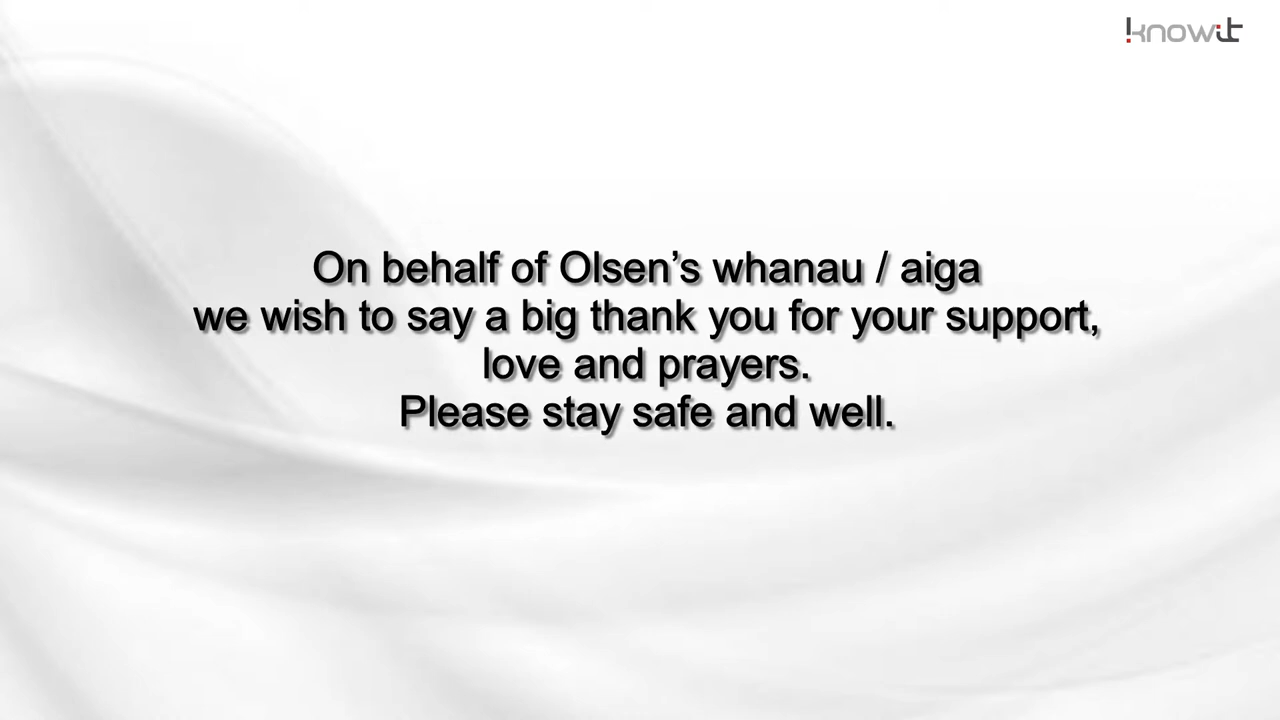 !knowit
On behalf of Olsen’s whanau / aiga
we wish to say a big thank you for your support,
love and prayers.
Please stay safe and well.